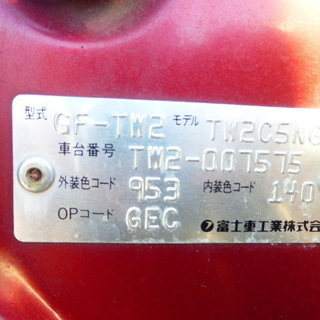 型式 GF-TW2 モデル TW2C5N
車台番号 TW2-007575
外装色コード 953 内装色コード 140
OPコード GEC
富士重工業株式